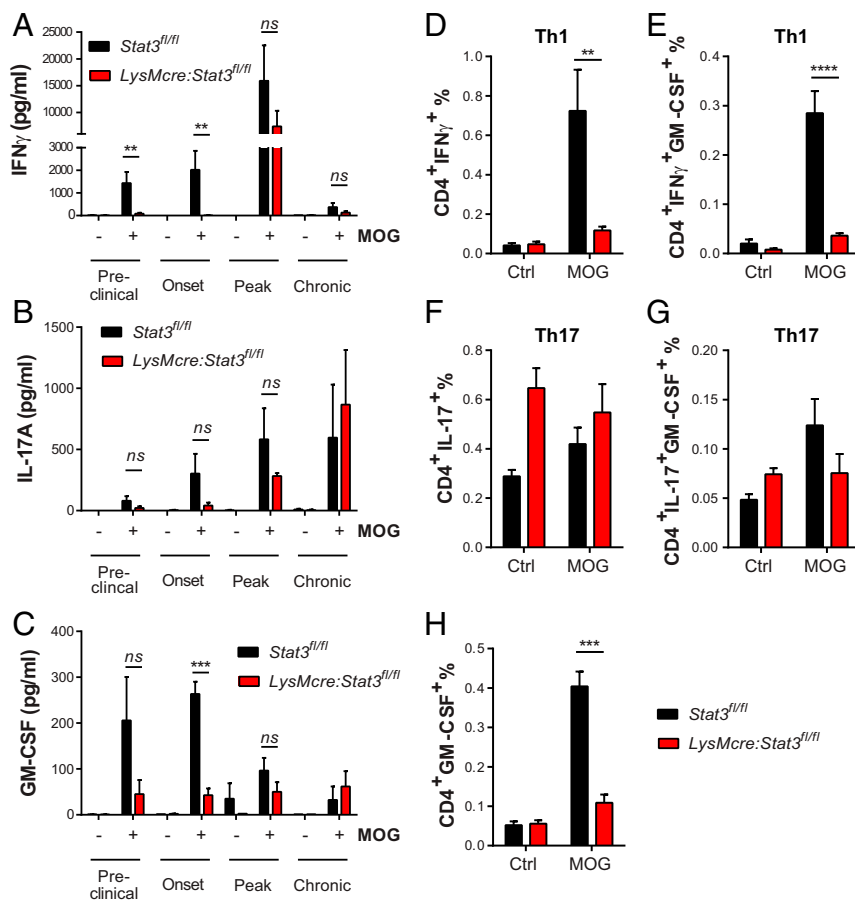 A
Stat3fl/fl
LysMcre:Stat3fl/fl
IFNγ (pg/ml)
25000
20000
15000
10000
5000
3000
2000
1000
0
**
**
ns
ns
- + - + - + - + MOG
Pre-
clinical
Onset
Peak
Chronic
B
Stat3fl/fl
LysMcre:Stat3fl/fl
IL-17A (pg/ml)
1500
1000
500
0
ns
ns
ns
- + - + - + - + MOG
Pre-
clincal
Onset
Peak
Chronic
C
Stat3fl/fl
LysMcre:Stat3fl/fl
GM-CSF (pg/ml)
400
300
200
100
0
ns
***
ns
- + - + - + - + MOG
Pre-
clinical
Onset
Peak
Chronic
D
Th1
CD4+IFNγ+ %
1.0
0.8
0.6
0.4
0.2
0.0
**
Ctrl MOG
E
Th1
CD4+IFNγ+GM-CSF+ %
0.4
0.3
0.2
0.1
0.0
****
Ctrl MOG
F
Th17
CD4+IL-17+%
0.8
0.6
0.4
0.2
0.0
Ctrl MOG
G
Th17
CD4+IL-17+GM-CSF+ %
0.20
0.15
0.10
0.05
0.00
Ctrl MOG
H
CD4+GM-CSF+%
0.5
0.4
0.3
0.2
0.1
0.0
***
Ctrl MOG
Stat3fl/fl
LysMcre:Stat3fl/fl